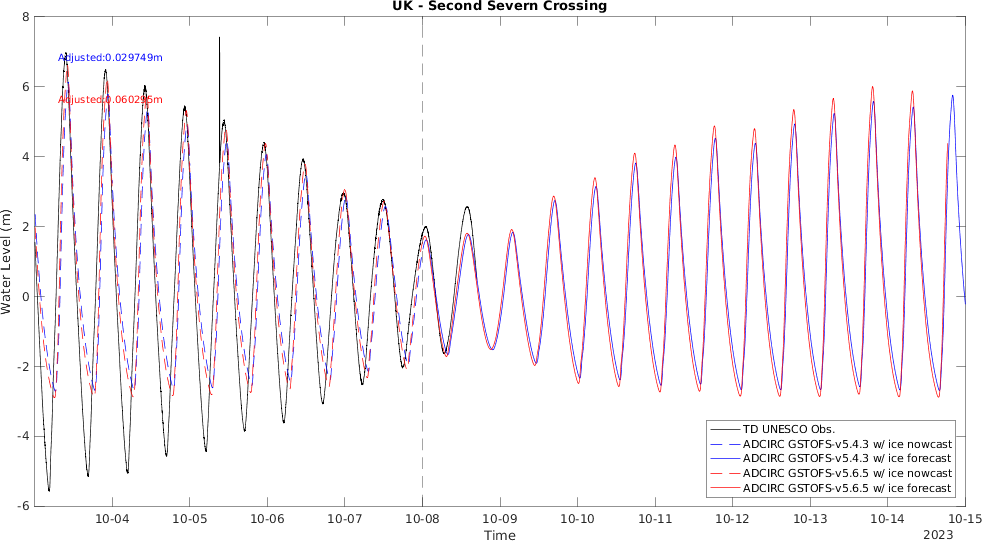 UK - Second Severn Crossing
8
6
4
2
0
-2
-4
-6
Water Level (m)
Adjusted:0.029749m
Adjusted:0.060295m
TD UNESCO Obs.
ADCIRC GSTOFS-v5.4.3 w/ ice nowcast
ADCIRC GSTOFS-v5.4.3 w/ ice forecast
ADCIRC GSTOFS-v5.6.5 w/ ice nowcast
ADCIRC GSTOFS-v5.6.5 w/ ice forecast
10-04 10-05 10-06 10-07 10-08 10-09 10-10 10-11 10-12 10-13 10-14 10-15
Time
2023